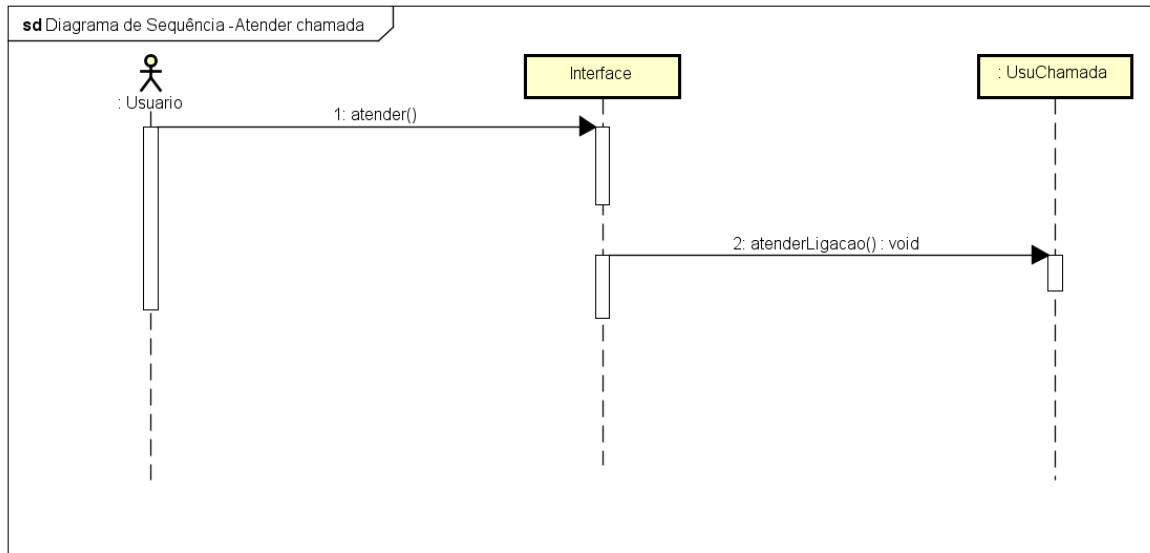 sd Diagrama de Sequência -Atender chamada
: Usuario
Interface
: UsuChamada
1: atender()
2: atenderLigacao() : void